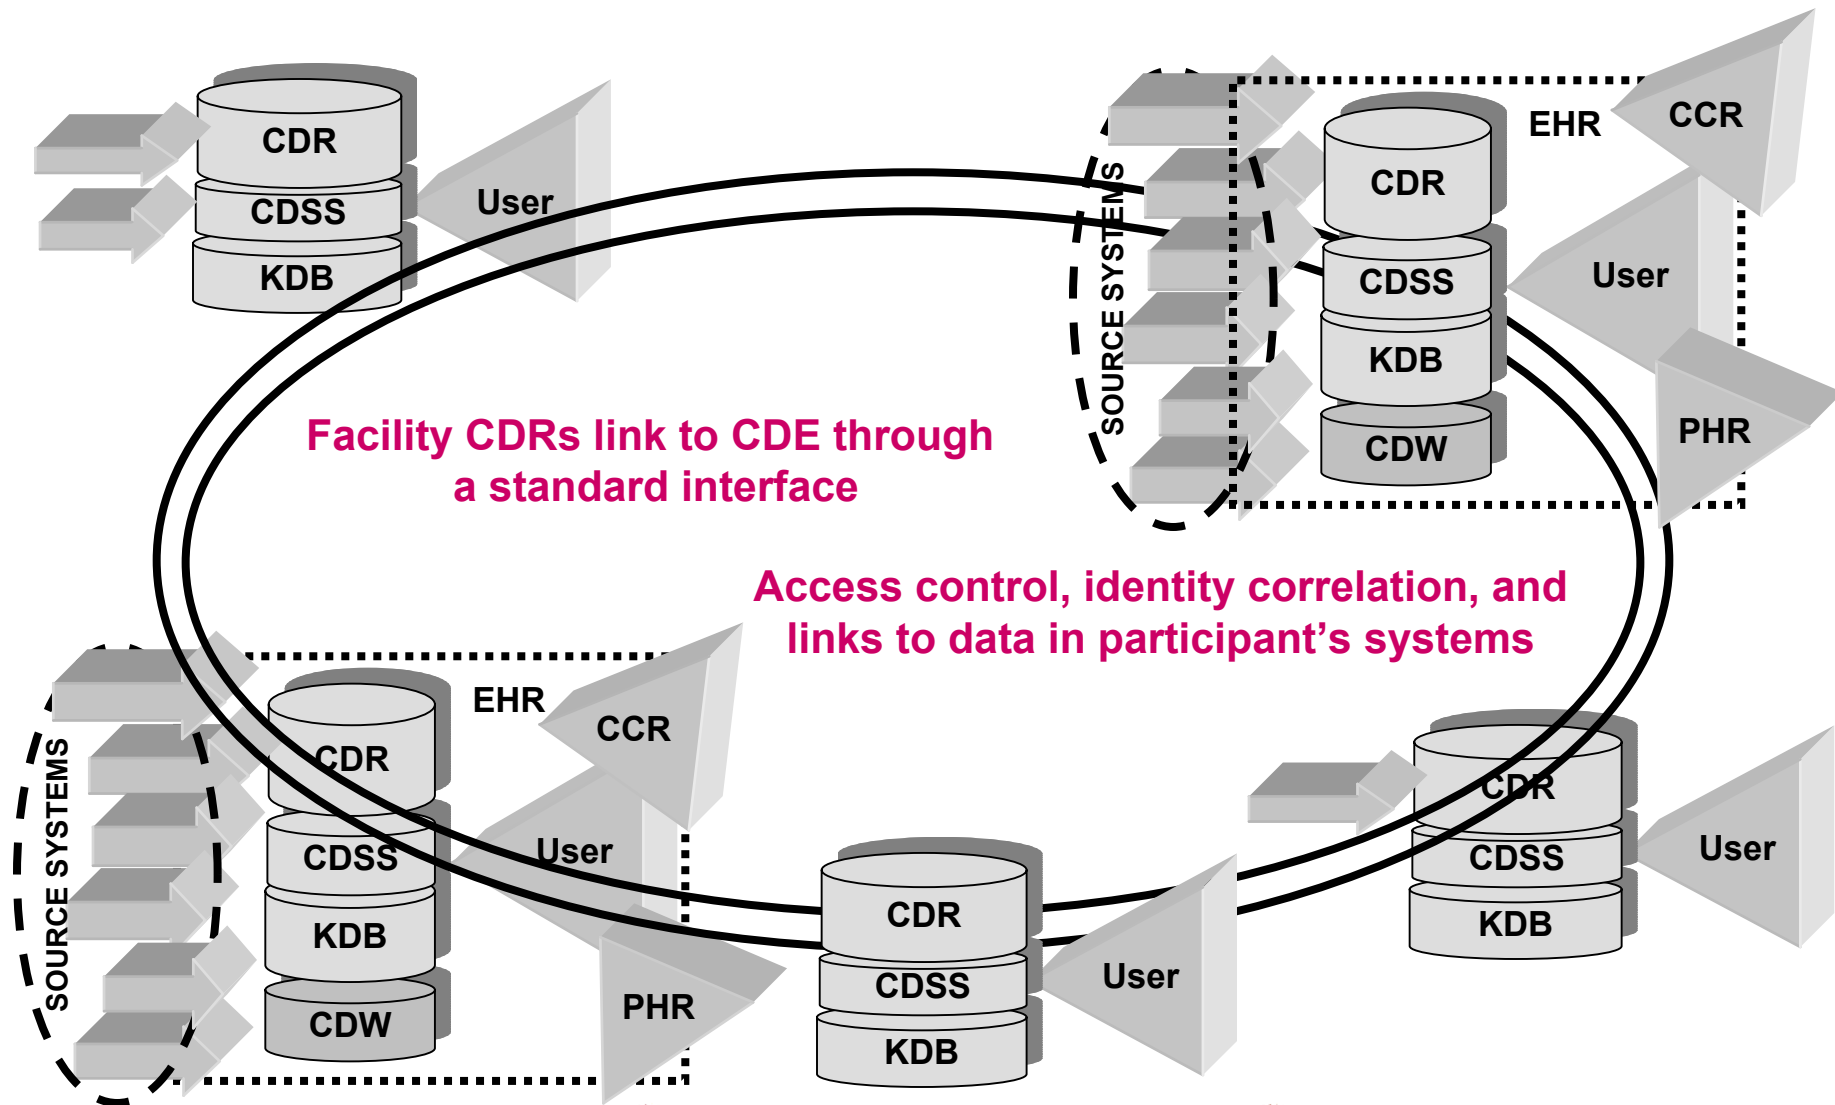 CDR
CDSS
KDB
User
SOURCE SYSTEMS
EHR
CCR
CDR
User
CDSS
KDB
PHR
CDW
Facility CDRs link to CDE through
a standard interface
Access control, identity correlation, and
links to data in participant’s systems
SOURCE SYSTEMS
EHR
CCR
CDR
CDSS
User
KDB
PHR
CDW
CDR
CDSS
User
KDB
CDR
CDSS
User
KDB